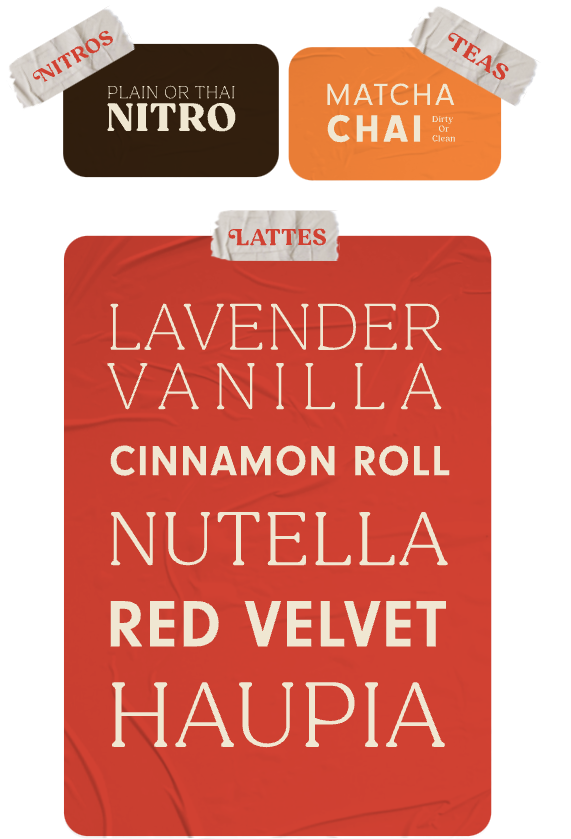 NITROS
PLAIN OR THAI
NITRO
TEAS
MATCHA
CHAI
Dirty
Or
Clean
LATTES
LAVENDER
VANILLA
CINNAMON ROLL
NUTELLA
RED VELVET
HAUPIA